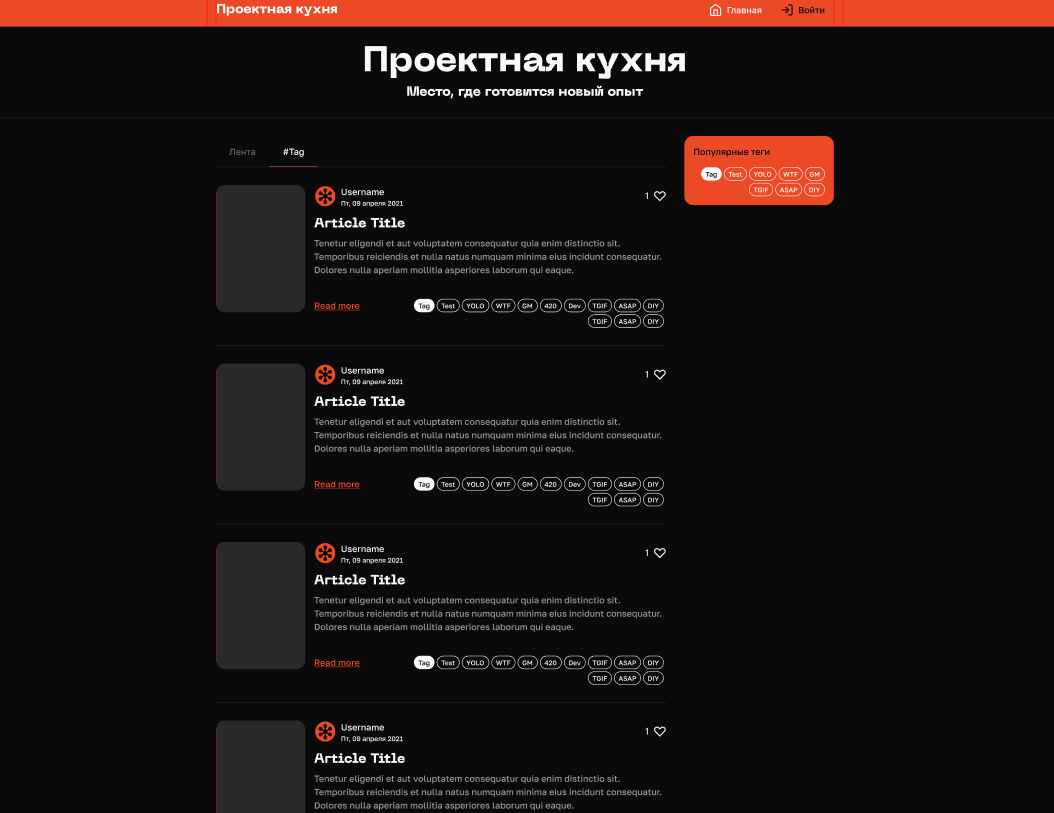 Проектная кухня
Главная
Войти
Проектная кухня
Место, где готовится новый опыт
Лента
#Tag
Популярные теги
Tag Test YOLO WTF GM
TGIF ASAP DIY
Username
Пт, 09 апреля 2021
1
Article Title
Tenetur eligendi et aut voluptatem consequatur quia enim distinctio sit.
Temporibus reiciendis et nulla natus numquam minima eius incidunt consequatur.
Dolores nulla aperiam mollitia asperiores laborum qui eaque.
Read more
Tag Test YOLO WTF GM 420 Dev TGIF ASAP DIY
TGIF ASAP DIY
Username
Пт, 09 апреля 2021
1
Article Title
Tenetur eligendi et aut voluptatem consequatur quia enim distinctio sit.
Temporibus reiciendis et nulla natus numquam minima eius incidunt consequatur.
Dolores nulla aperiam mollitia asperiores laborum qui eaque.
Read more
Tag Test YOLO WTF GM 420 Dev TGIF ASAP DIY
TGIF ASAP DIY
Username
Пт, 09 апреля 2021
1
Article Title
Tenetur eligendi et aut voluptatem consequatur quia enim distinctio sit.
Temporibus reiciendis et nulla natus numquam minima eius incidunt consequatur.
Dolores nulla aperiam mollitia asperiores laborum qui eaque.
Read more
Tag Test YOLO WTF GM 420 Dev TGIF ASAP DIY
TGIF ASAP DIY
Username
Пт, 09 апреля 2021
1
Article Title
Tenetur eligendi et aut voluptatem consequatur quia enim distinctio sit.
Temporibus reiciendis et nulla natus numquam minima eius incidunt consequatur.
Dolores nulla aperiam mollitia asperiores laborum qui eaque.